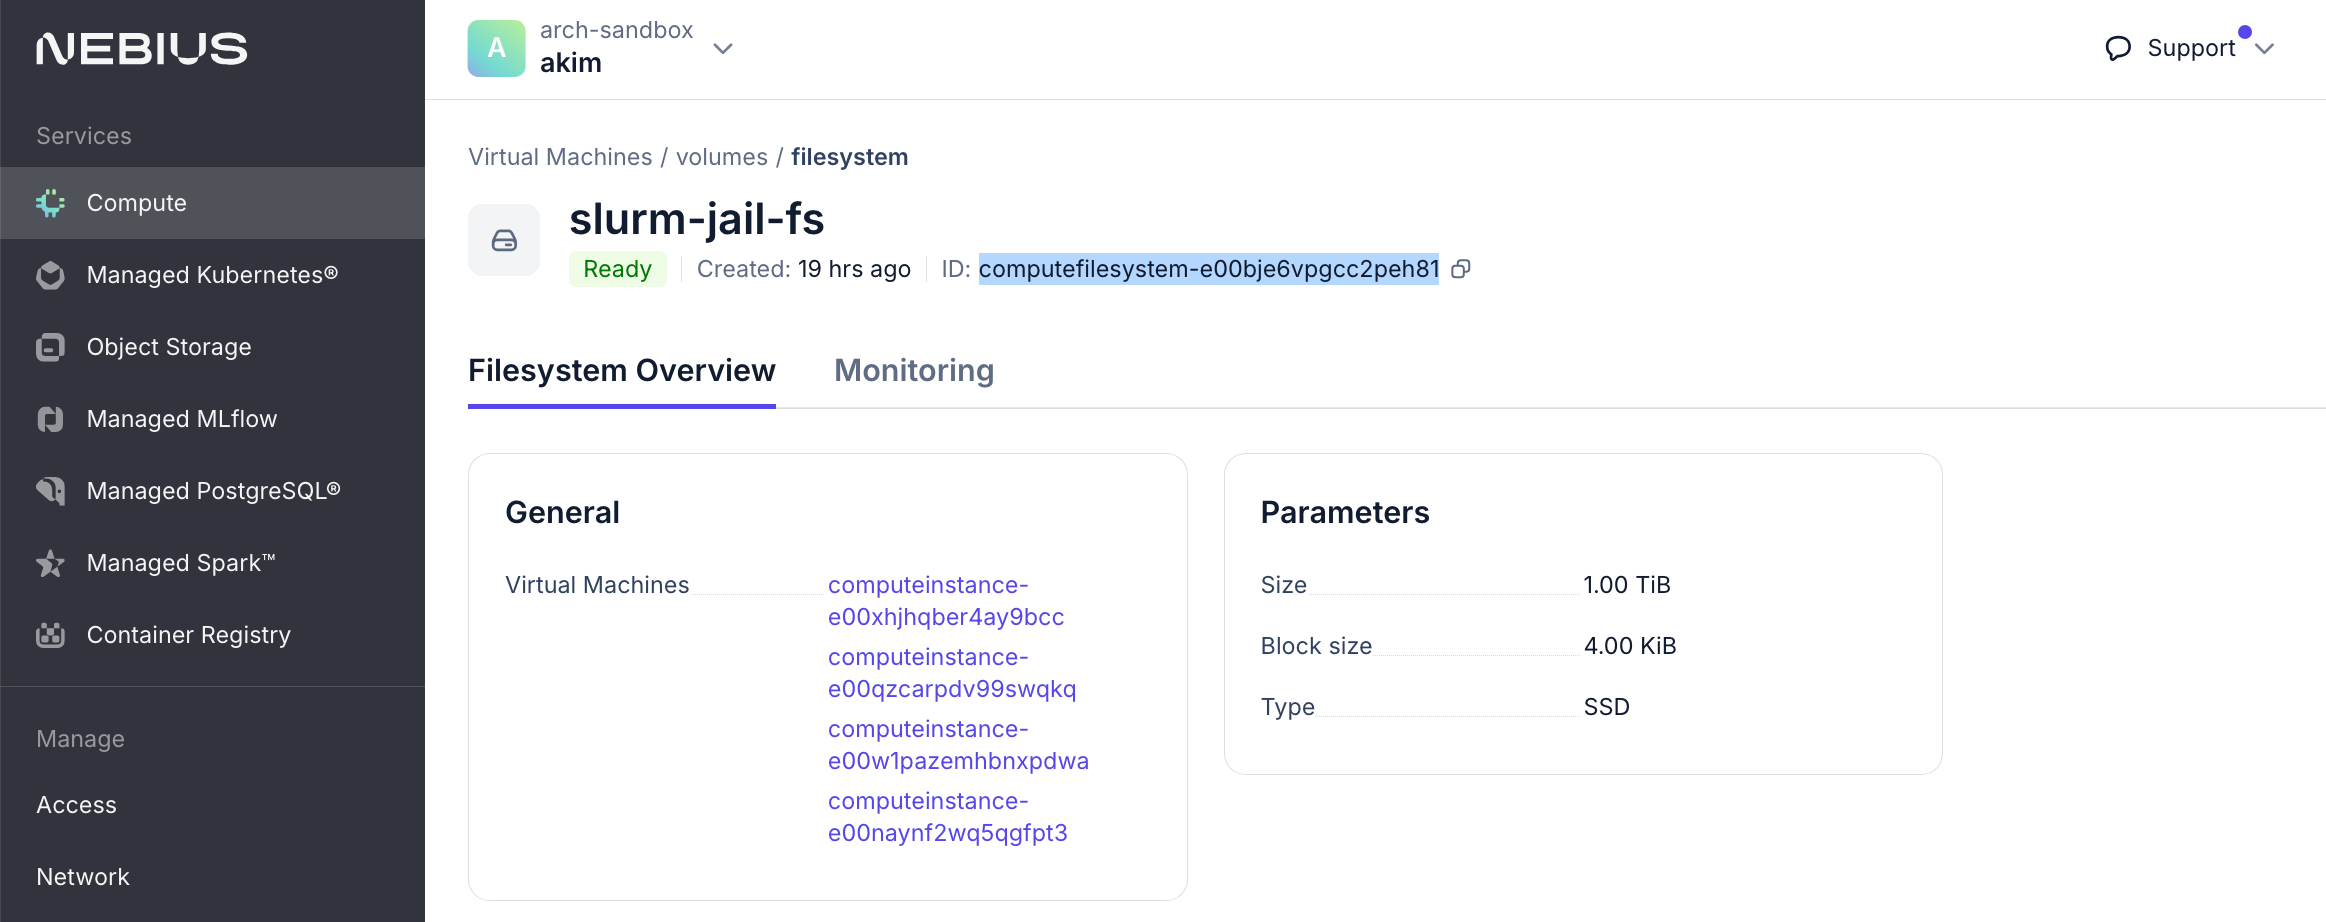 NEBIUS
Services
Compute
Managed Kubernetes®
Object Storage
Managed MLflow
Managed PostgreSQL®
Managed Spark™
Container Registry
Manage
Access
Network
A
arch-sandbox
akim
Support
Virtual Machines / volumes / filesystem
slurm-jail-fs
Ready Created: 19 hrs ago ID: computefilesystem-e00bje6vpgcc2peh81
Filesystem Overview Monitoring
General
Virtual Machines computeinstance-
e00xhjhqber4ay9bcc
computeinstance-
e00qzcarpdv99swqkq
computeinstance-
e00w1pazemhbnxpdwa
computeinstance-
e00naynf2wq5qgfpt3
Parameters
Size 1.00 TiB
Block size 4.00 KiB
Type SSD